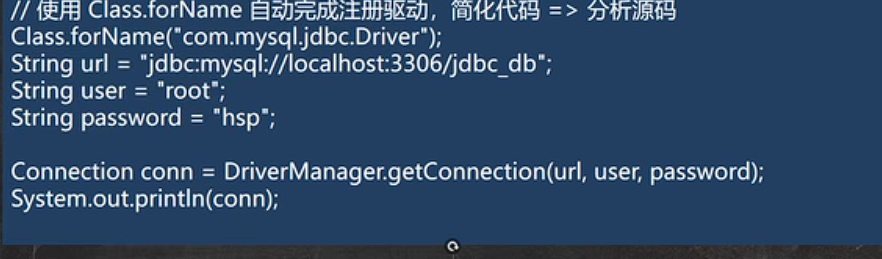 // 使用 Class.forName 自动完成注册驱动，简化代码 => 分析源码
Class.forName("com.mysql.jdbc.Driver");
String url = "jdbc:mysql://localhost:3306/jdbc_db";
String user = "root";
String password = "hsp";
Connection conn = DriverManager.getConnection(url, user, password);
System.out.println(conn);